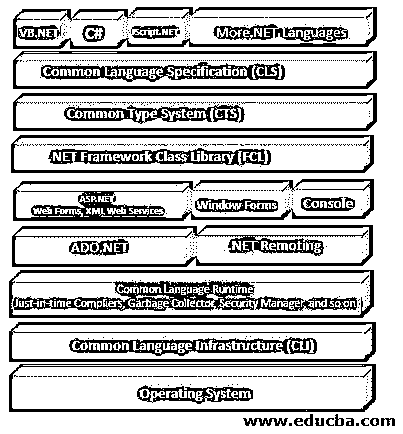 VB.NET C# JScript.NET More.NET Languages
Common Language Specification (CLS)
Common Type System (CTS)
.NET Framework Class Library (FCL)
ASP.NET
Web Forms, XML Web Services
Window Forms
Console
ADO.NET
.NET Remoting
Common Language Runtime
Just-in-time Compliers, Garbage Collector, Security Manager, and so on
Common Language Infrastructure (CLI)
Operating System
www.educba.com